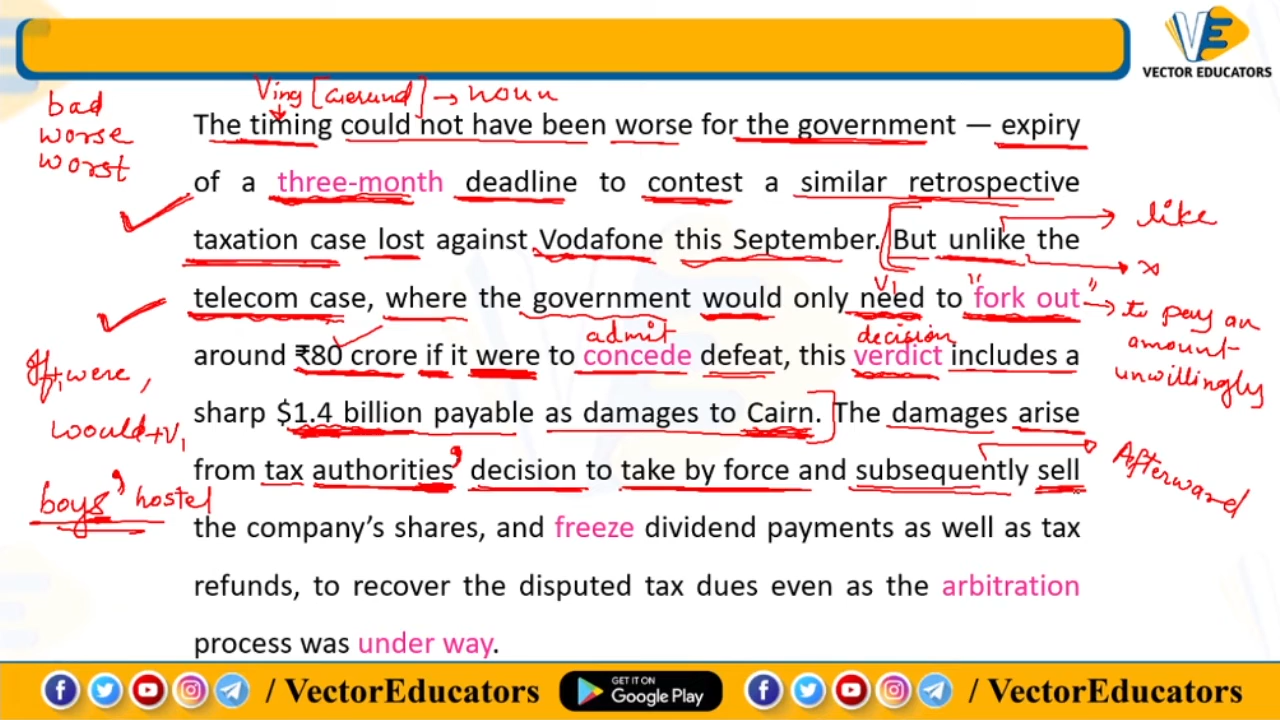 VECTOR EDUCATORS
Ving [Gerund] → noun
bad
worse
worst
The timing could not have been worse for the government — expiry
of a three-month deadline to contest a similar retrospective
taxation case lost against Vodafone this September. But unlike the
like
telecom case, where the government would only need to "fork out"
V1
to pay an
amount
unwillingly
admit
decision
around ₹80 crore if it were to concede defeat, this verdict includes a
were,
would+V1
sharp $1.4 billion payable as damages to Cairn. The damages arise
from tax authorities' decision to take by force and subsequently sell
Afterward
boys' hostel
the company's shares, and freeze dividend payments as well as tax
refunds, to recover the disputed tax dues even as the arbitration
process was under way.
/ VectorEducators
GET IT ON
Google Play
/ VectorEducators